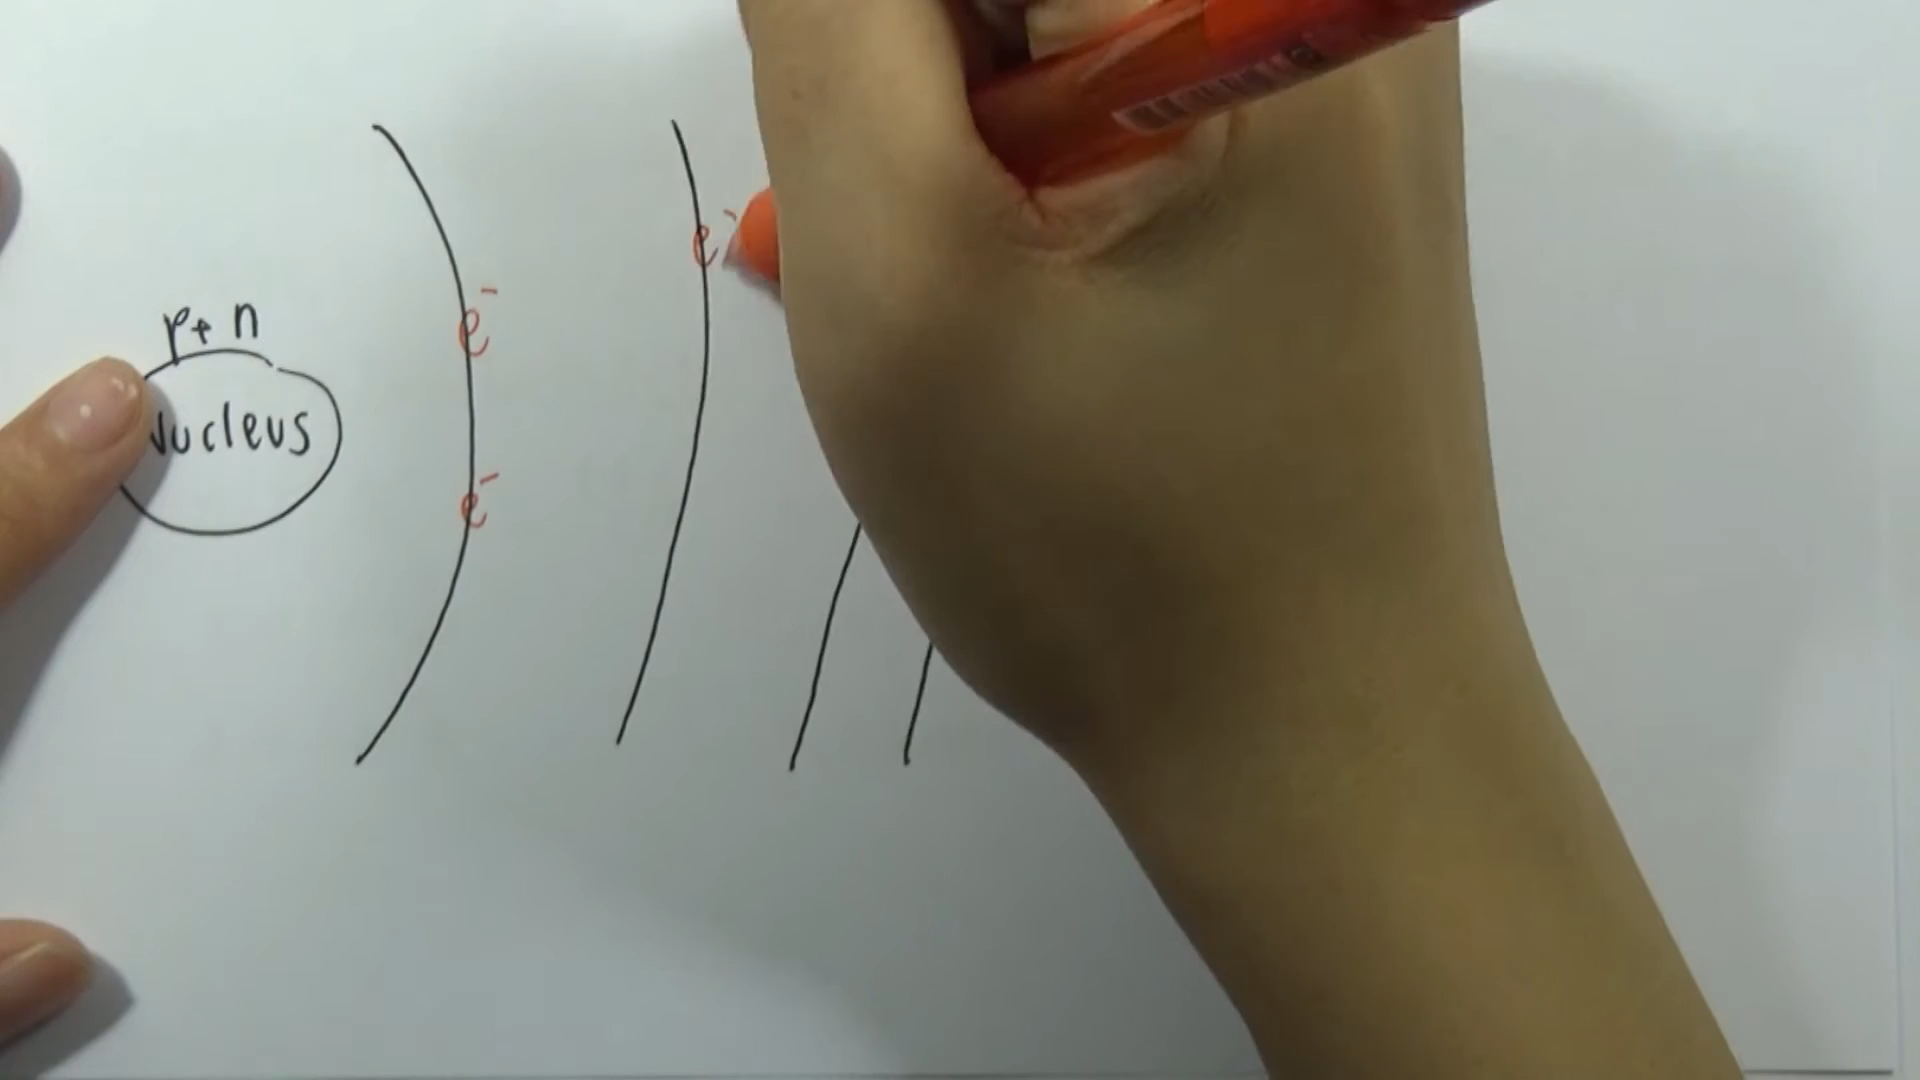 p+ n
Nucleus
e⁻
e⁻
e⁻